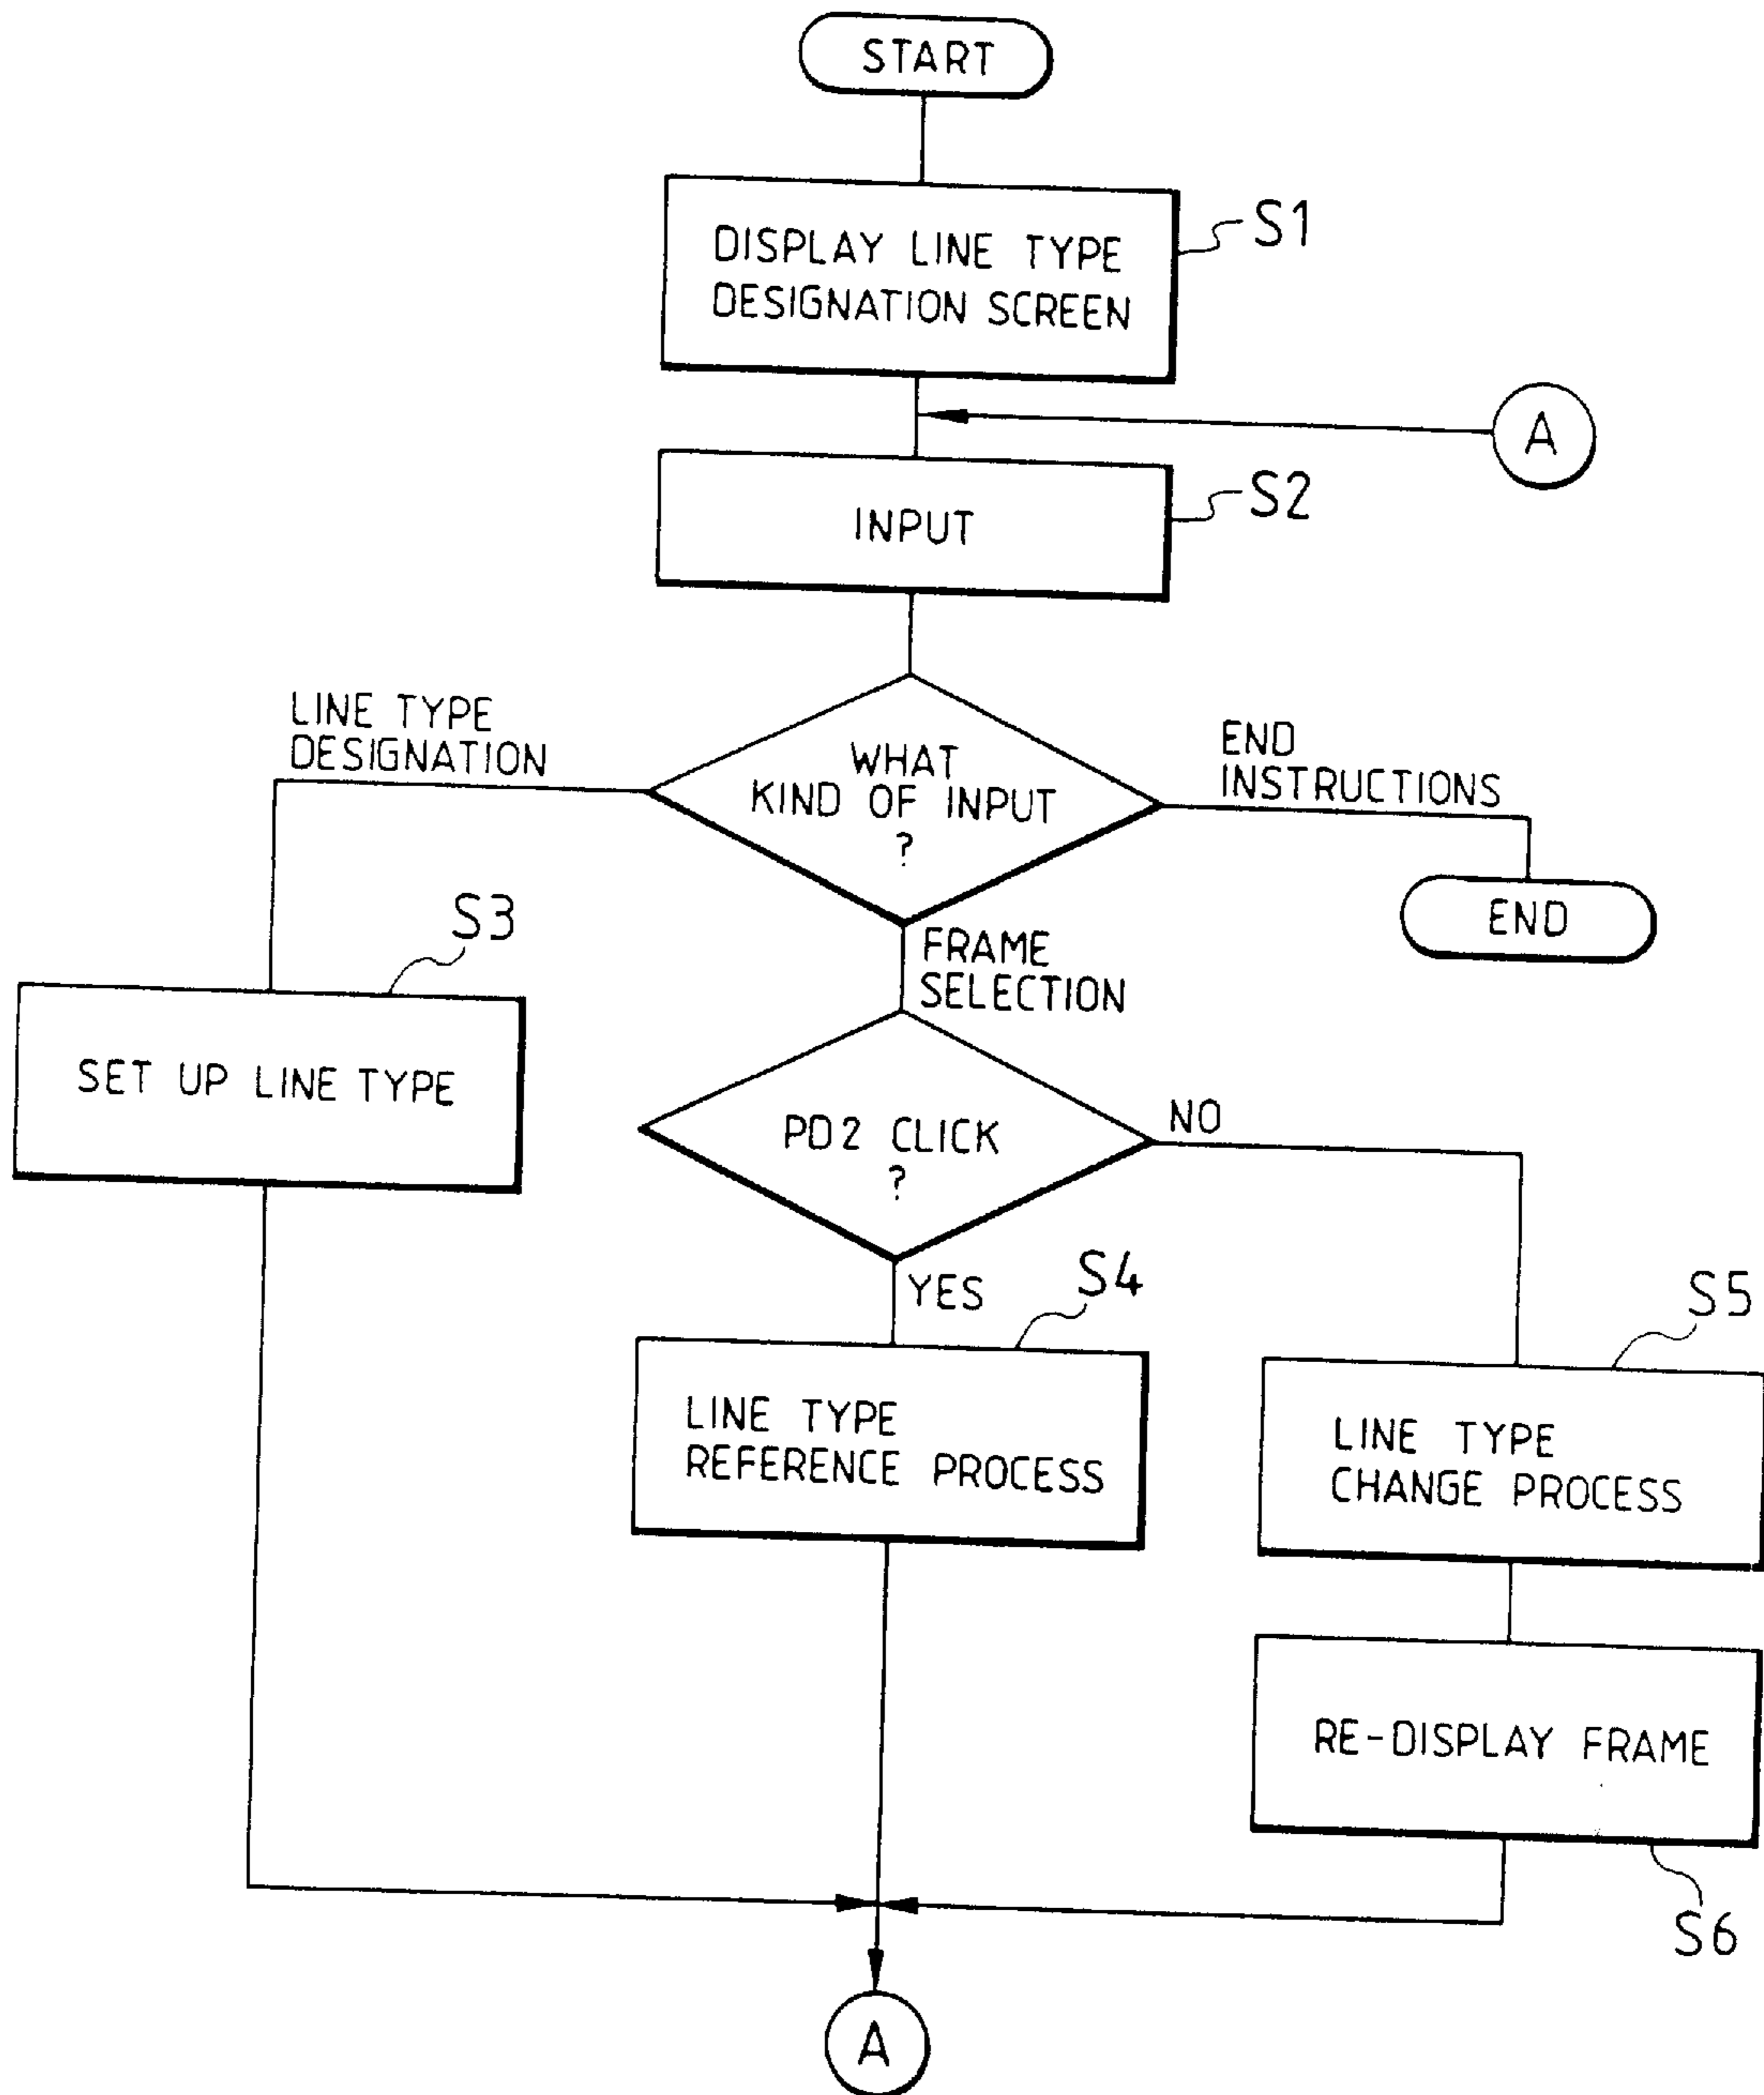 START
DISPLAY LINE TYPE
DESIGNATION SCREEN
S1
A
INPUT
S2
LINE TYPE
DESIGNATION
WHAT
KIND OF INPUT
?
END
INSTRUCTIONS
END
S3
FRAME
SELECTION
SET UP LINE TYPE
PD2 CLICK
?
NO
YES
S4
S5
LINE TYPE
REFERENCE PROCESS
LINE TYPE
CHANGE PROCESS
RE-DISPLAY FRAME
S6
A